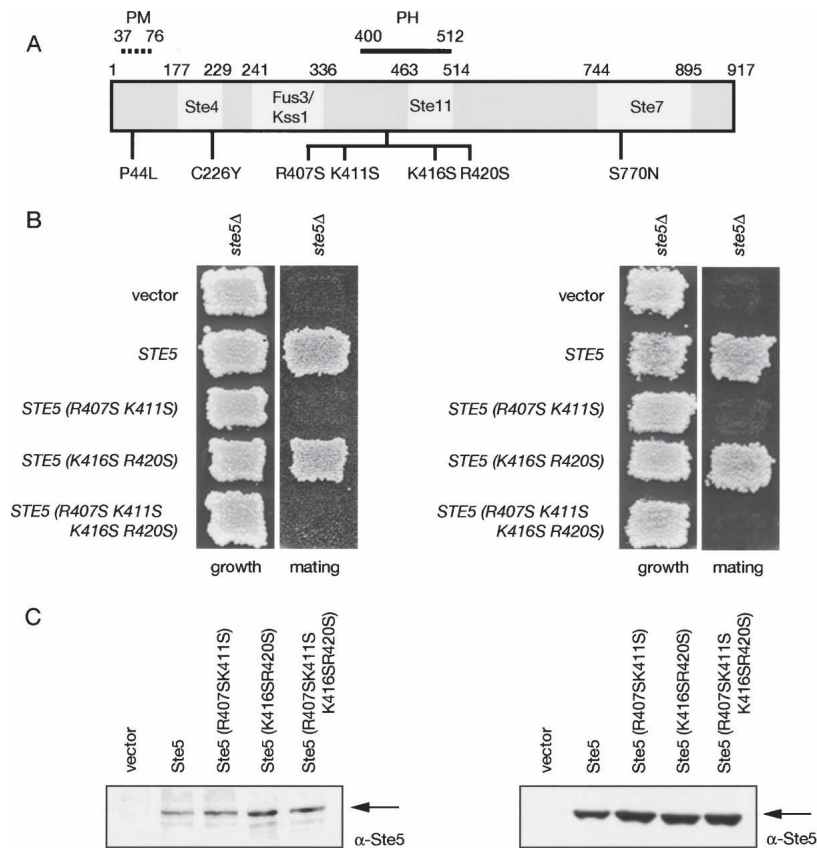 A
PM
37 76
PH
400 512
1 177 229 241 336 463 514 744 895 917
Ste4
Fus3/
Kss1
Ste11
Ste7
P44L C226Y R407S K411S K416S R420S S770N
B
ste5Δ ste5Δ
vector
STE5
STE5 (R407S K411S)
STE5 (K416S R420S)
STE5 (R407S K411S
K416S R420S)
growth mating
ste5Δ ste5Δ
vector
STE5
STE5 (R407S K411S)
STE5 (K416S R420S)
STE5 (R407S K411S
K416S R420S)
growth mating
C
vector
Ste5
Ste5 (R407SK411S)
Ste5 (K416SR420S)
Ste5 (R407SK411S
K416SR420S)
α-Ste5
vector
Ste5
Ste5 (R407SK411S)
Ste5 (K416SR420S)
Ste5 (R407SK411S
K416SR420S)
α-Ste5